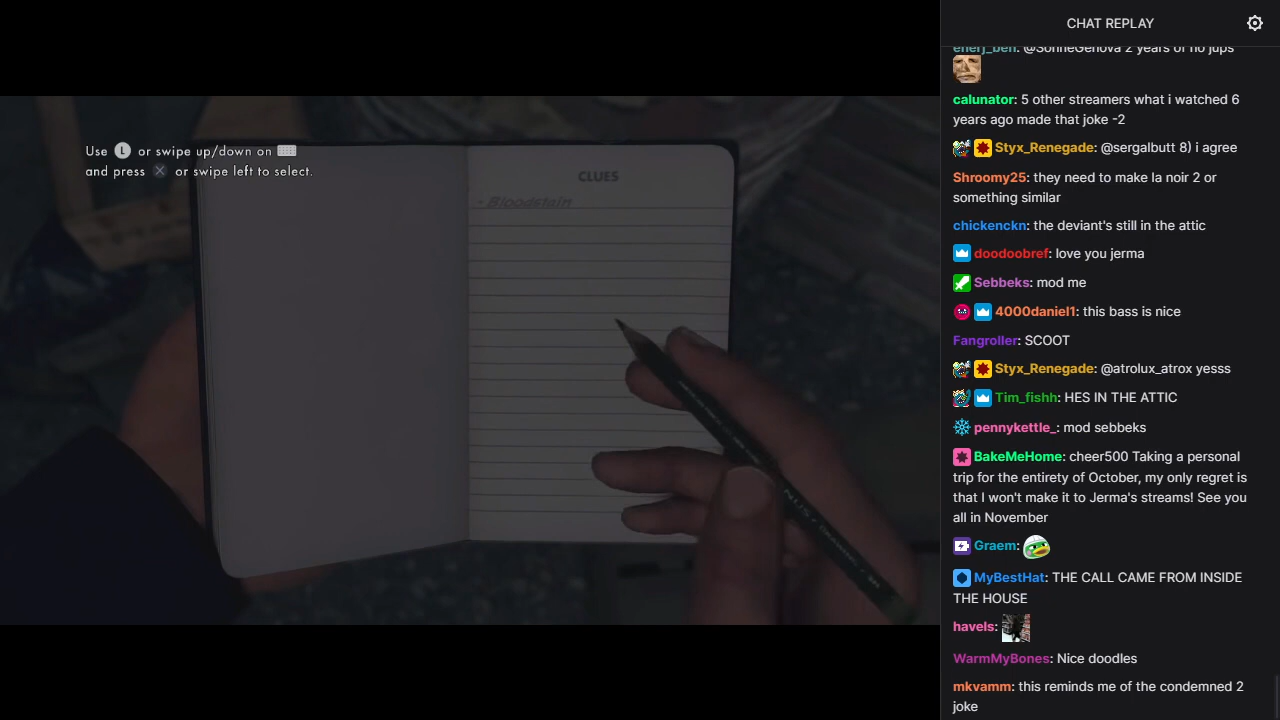 CHAT REPLAY
enerj_ben: @SonneGenova 2 years of no jups
calunator: 5 other streamers what i watched 6
years ago made that joke -2
Styx_Renegade: @sergalbutt 8) i agree
Shroomy25: they need to make la noir 2 or
something similar
chickenckn: the deviant's still in the attic
doodoobref: love you jerma
Sebbeks: mod me
4000daniel1: this bass is nice
Fangroller: SCOOT
Styx_Renegade: @atrolux_atrox yesss
Tim_fishh: HES IN THE ATTIC
pennykettle_: mod sebbeks
BakeMeHome: cheer500 Taking a personal
trip for the entirety of October, my only regret is
that I won't make it to Jerma's streams! See you
all in November
Graem:
MyBestHat: THE CALL CAME FROM INSIDE
THE HOUSE
havels:
WarmMyBones: Nice doodles
mkvamm: this reminds me of the condemned 2
joke
Use L or swipe up/down on
and press X or swipe left to select.
CLUES
- Bloodstain